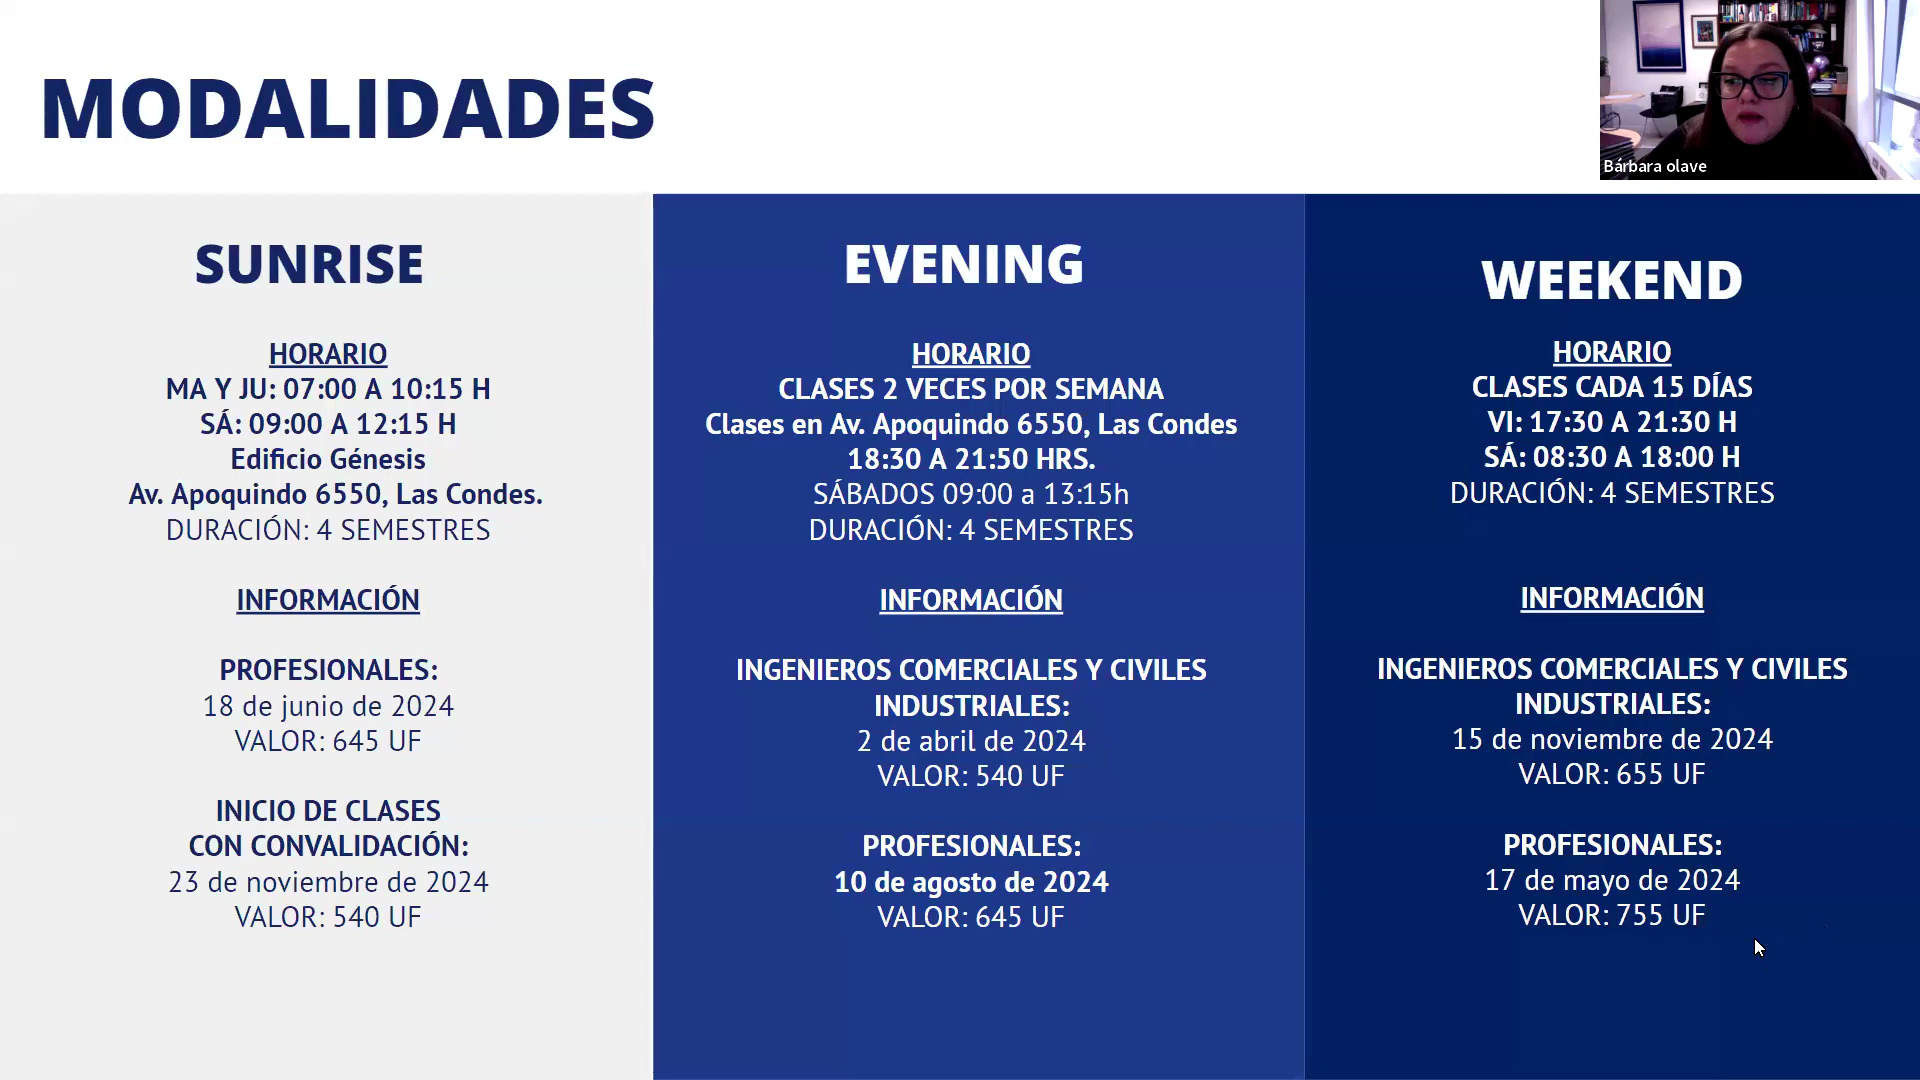 MODALIDADES
Bárbara olave
SUNRISE
HORARIO
MA Y JU: 07:00 A 10:15 H
SÁ: 09:00 A 12:15 H
Edificio Génesis
Av. Apoquindo 6550, Las Condes.
DURACIÓN: 4 SEMESTRES
INFORMACIÓN
PROFESIONALES:
18 de junio de 2024
VALOR: 645 UF
INICIO DE CLASES
CON CONVALIDACIÓN:
23 de noviembre de 2024
VALOR: 540 UF
EVENING
HORARIO
CLASES 2 VECES POR SEMANA
Clases en Av. Apoquindo 6550, Las Condes
18:30 A 21:50 HRS.
SÁBADOS 09:00 a 13:15h
DURACIÓN: 4 SEMESTRES
INFORMACIÓN
INGENIEROS COMERCIALES Y CIVILES
INDUSTRIALES:
2 de abril de 2024
VALOR: 540 UF
PROFESIONALES:
10 de agosto de 2024
VALOR: 645 UF
WEEKEND
HORARIO
CLASES CADA 15 DÍAS
VI: 17:30 A 21:30 H
SÁ: 08:30 A 18:00 H
DURACIÓN: 4 SEMESTRES
INFORMACIÓN
INGENIEROS COMERCIALES Y CIVILES
INDUSTRIALES:
15 de noviembre de 2024
VALOR: 655 UF
PROFESIONALES:
17 de mayo de 2024
VALOR: 755 UF